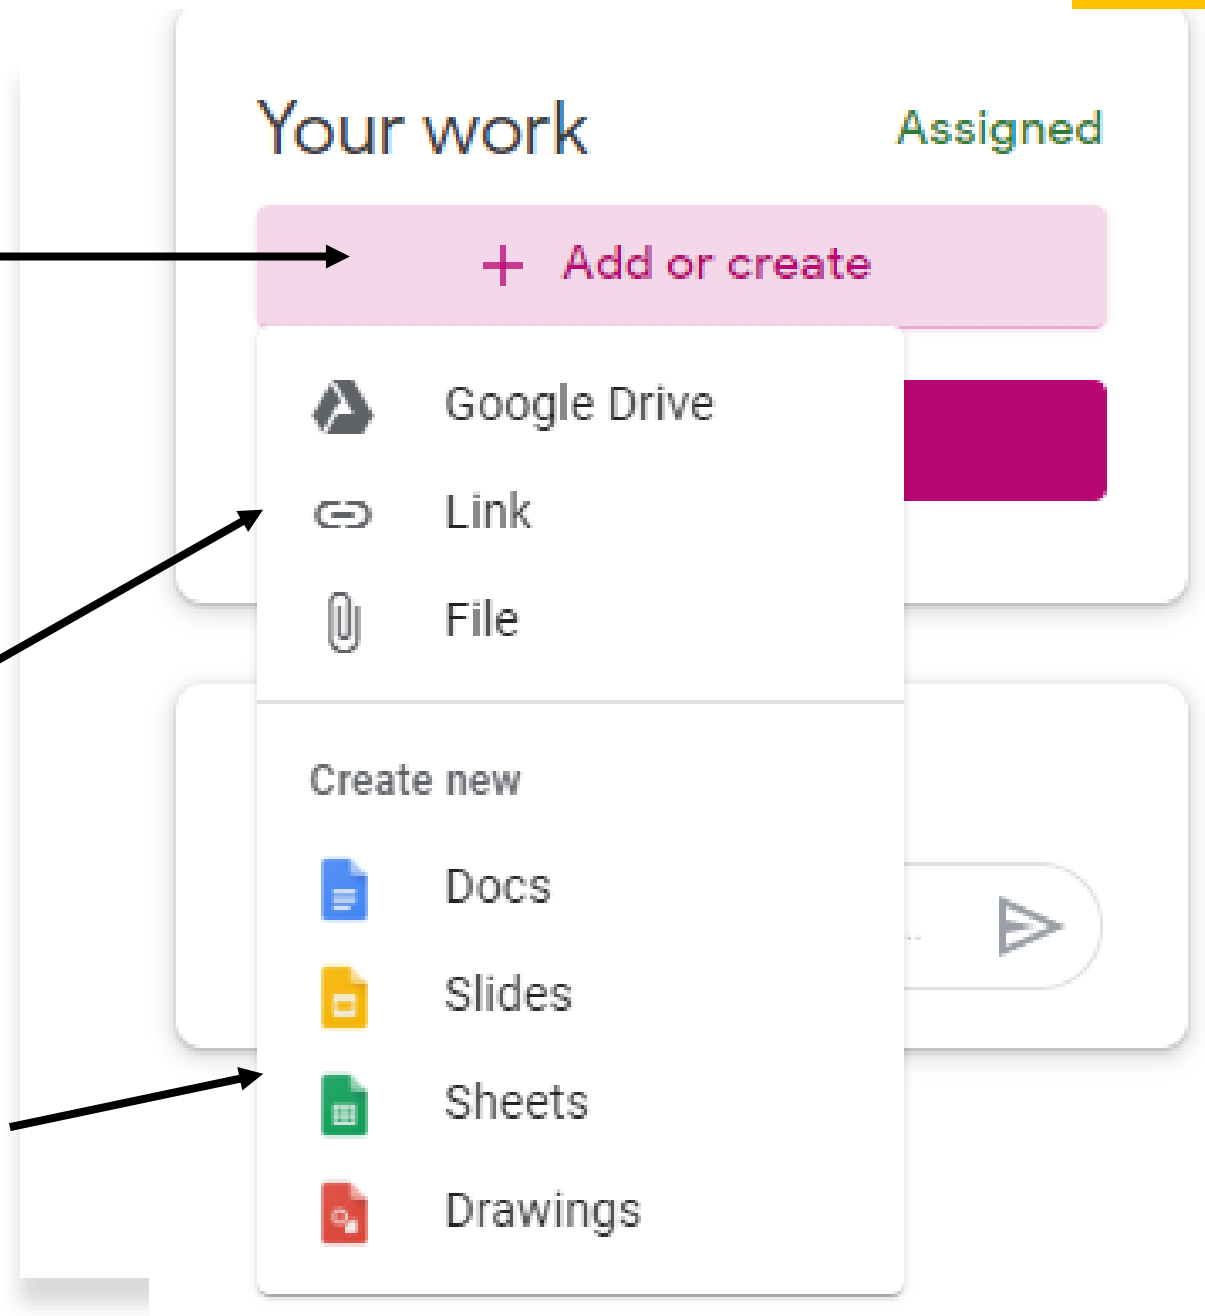 Your work
Assigned
+ Add or create
Google Drive
Link
File
Create new
Docs
Slides
Sheets
Drawings